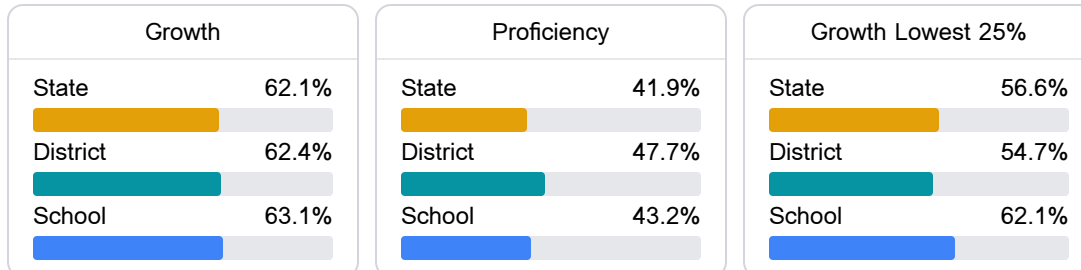 Growth
State 62.1%
District 62.4%
School 63.1%
Proficiency
State 41.9%
District 47.7%
School 43.2%
Growth Lowest 25%
State 56.6%
District 54.7%
School 62.1%